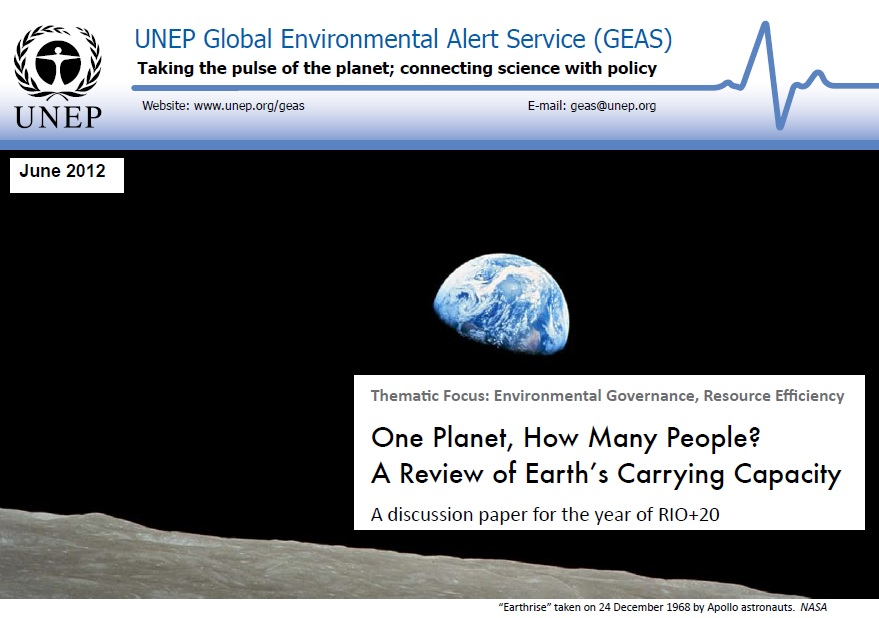 UNEP
UNEP Global Environmental Alert Service (GEAS)
Taking the pulse of the planet; connecting science with policy
Website: www.unep.org/geas
E-mail: geas@unep.org
June 2012
Thematic Focus: Environmental Governance, Resource Efficiency
One Planet, How Many People?
A Review of Earth’s Carrying Capacity
A discussion paper for the year of RIO+20
“Earthrise” taken on 24 December 1968 by Apollo astronauts. NASA